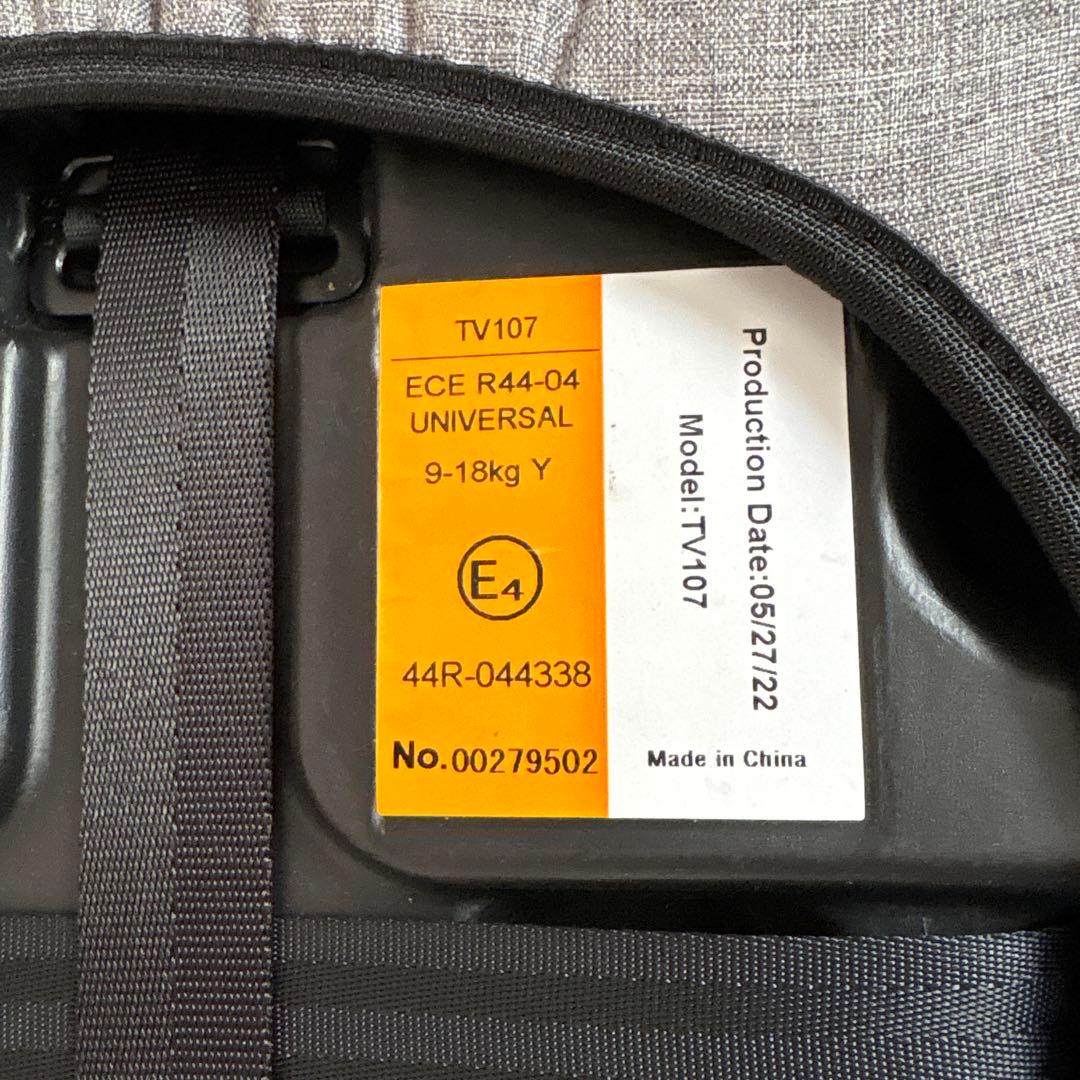 TV107
ECE R44-04
UNIVERSAL
9-18kg Y
E4
44R-044338
No.00279502
Production Date:05/27/22
Model:TV107
Made in China